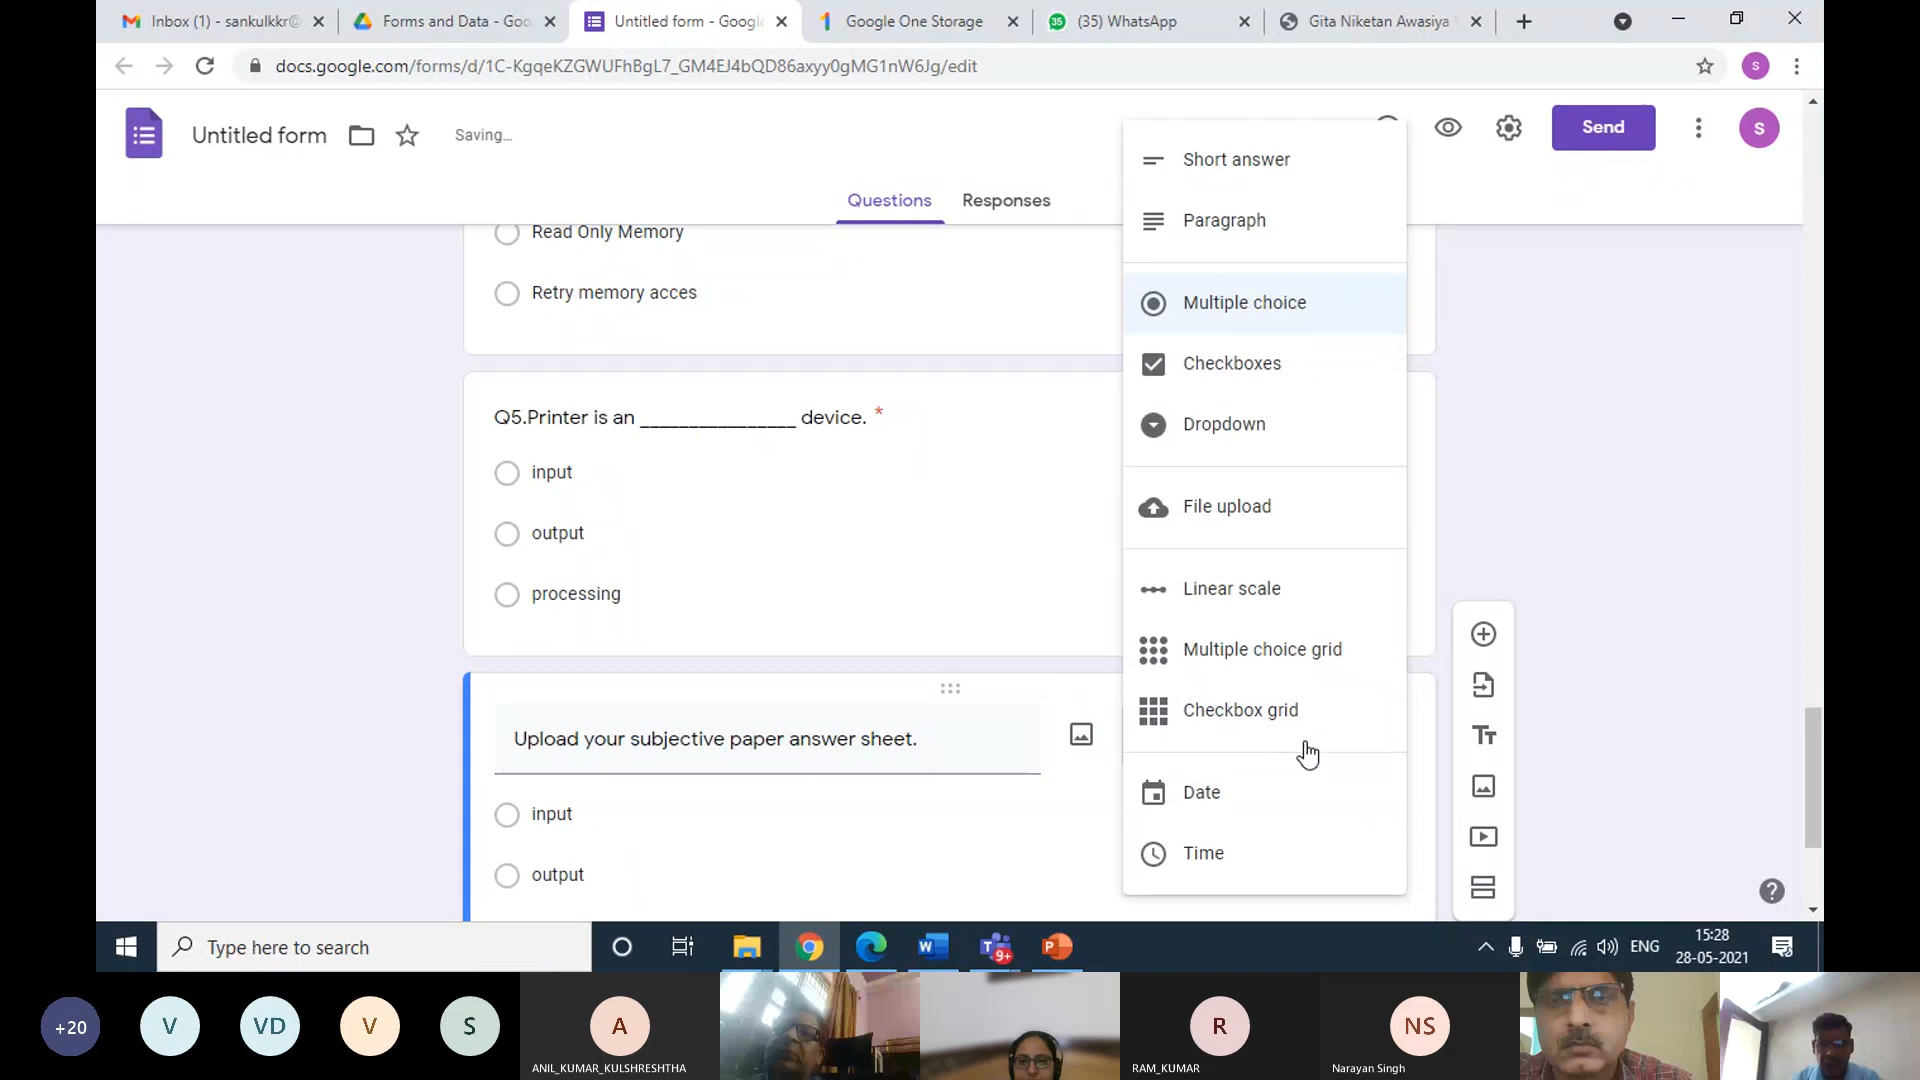 Inbox (1) - sankulkkr@
Forms and Data - Goo
Untitled form - Google
Google One Storage
(35) WhatsApp
Gita Niketan Awasiya
docs.google.com/forms/d/1C-KgqeKZGWUFhBgL7_GM4EJ4bQD86axyy0gMG1nW6Jg/edit
S
Untitled form
Saving...
Send
S
Questions
Responses
Short answer
Paragraph
Multiple choice
Checkboxes
Dropdown
File upload
Linear scale
Multiple choice grid
Checkbox grid
Date
Time
Read Only Memory
Retry memory acces
Q5.Printer is an ________________ device. *
input
output
processing
Upload your subjective paper answer sheet.
input
output
Type here to search
9+
ENG
15:28
28-05-2021
+20
V
VD
V
S
A
ANIL_KUMAR_KULSHRESHTHA
R
RAM_KUMAR
NS
Narayan Singh